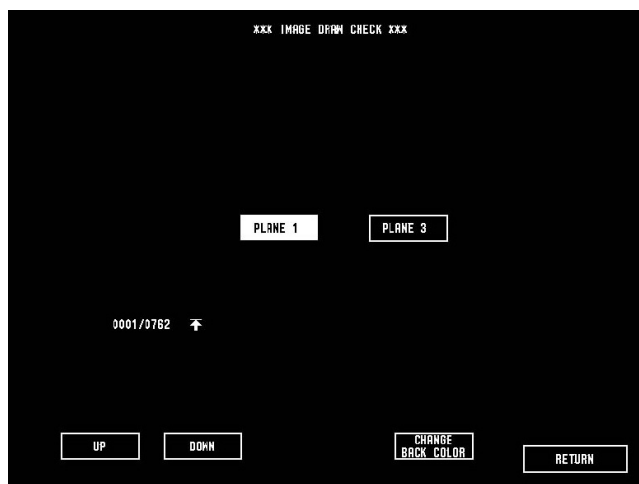 *** IMAGE DRAW CHECK ***
PLANE 1
PLANE 3
0001/0762
UP
DOWN
CHANGE
BACK COLOR
RETURN